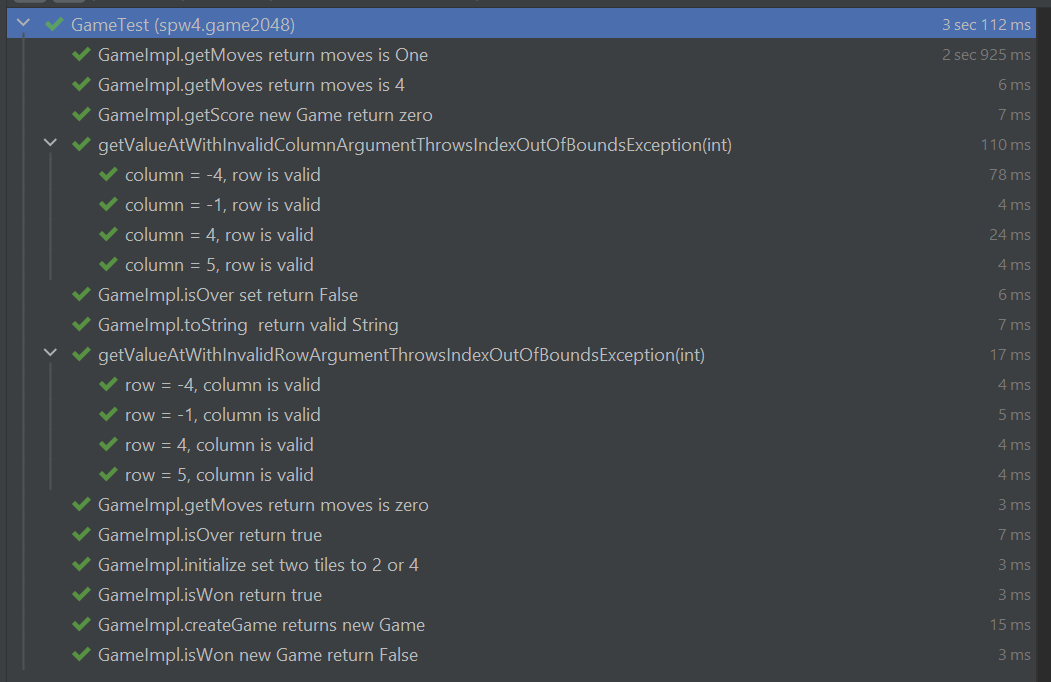 GameTest (spw4.game2048) 3 sec 112 ms
GameImpl.getMoves return moves is One 2 sec 925 ms
GameImpl.getMoves return moves is 4 6 ms
GameImpl.getScore new Game return zero 7 ms
getValueAtWithInvalidColumnArgumentThrowsIndexOutOfBoundsException(int) 110 ms
column = -4, row is valid 78 ms
column = -1, row is valid 4 ms
column = 4, row is valid 24 ms
column = 5, row is valid 4 ms
GameImpl.isOver set return False 6 ms
GameImpl.toString  return valid String 7 ms
getValueAtWithInvalidRowArgumentThrowsIndexOutOfBoundsException(int) 17 ms
row = -4, column is valid 4 ms
row = -1, column is valid 5 ms
row = 4, column is valid 4 ms
row = 5, column is valid 4 ms
GameImpl.getMoves return moves is zero 3 ms
GameImpl.isOver return true 7 ms
GameImpl.initialize set two tiles to 2 or 4 3 ms
GameImpl.isWon return true 3 ms
GameImpl.createGame returns new Game 15 ms
GameImpl.isWon new Game return False 3 ms